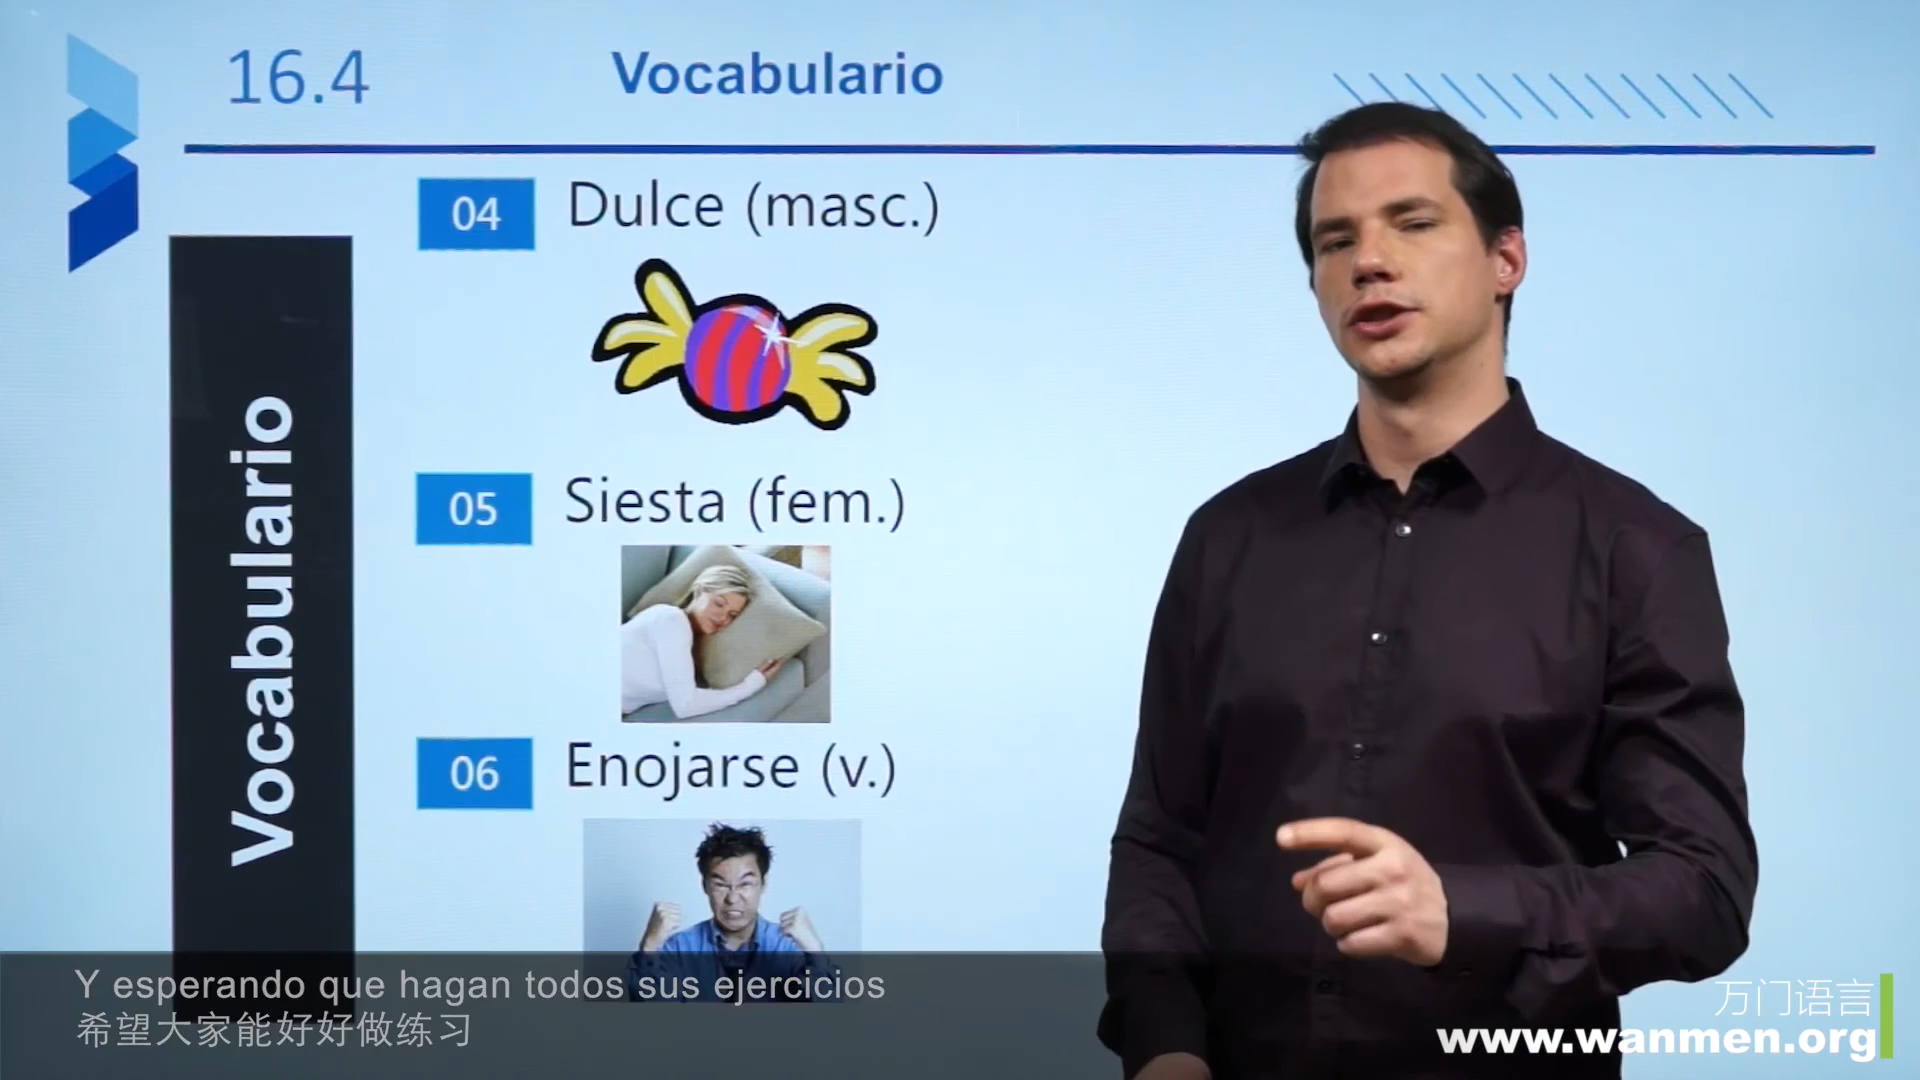 16.4
Vocabulario
Vocabulario
04
Dulce (masc.)
05
Siesta (fem.)
06
Enojarse (v.)
Y esperando que hagan todos sus ejercicios
希望大家能好好做练习
万门语言
www.wanmen.org